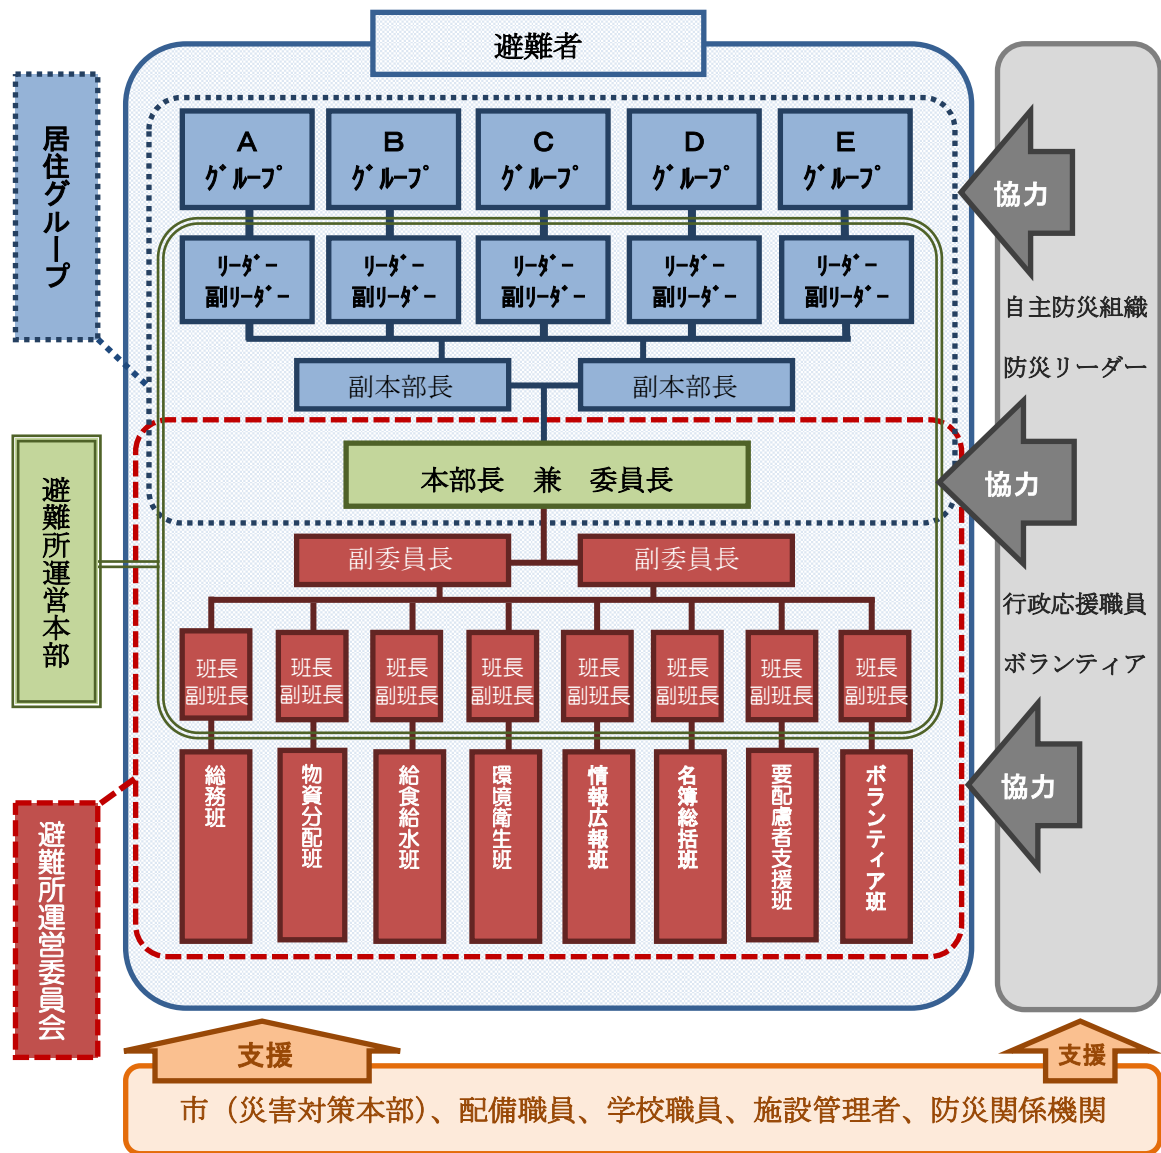 避難者
居住グループ
A
ｸﾞﾙｰﾌﾟ
B
ｸﾞﾙｰﾌﾟ
C
ｸﾞﾙｰﾌﾟ
D
ｸﾞﾙｰﾌﾟ
E
ｸﾞﾙｰﾌﾟ
ﾘｰﾀﾞｰ
副ﾘｰﾀﾞｰ
ﾘｰﾀﾞｰ
副ﾘｰﾀﾞｰ
ﾘｰﾀﾞｰ
副ﾘｰﾀﾞｰ
ﾘｰﾀﾞｰ
副ﾘｰﾀﾞｰ
ﾘｰﾀﾞｰ
副ﾘｰﾀﾞｰ
副本部長
副本部長
避難所運営本部
本部長　兼　委員長
副委員長
副委員長
班長
副班長
班長
副班長
班長
副班長
班長
副班長
班長
副班長
班長
副班長
班長
副班長
班長
副班長
避難所運営委員会
総務班
物資分配班
給食給水班
環境衛生班
情報広報班
名簿総括班
要配慮者支援班
ボランティア班
協力
自主防災組織
防災リーダー
協力
行政応援職員
ボランティア
協力
支援
支援
市（災害対策本部）、配備職員、学校職員、施設管理者、防災関係機関